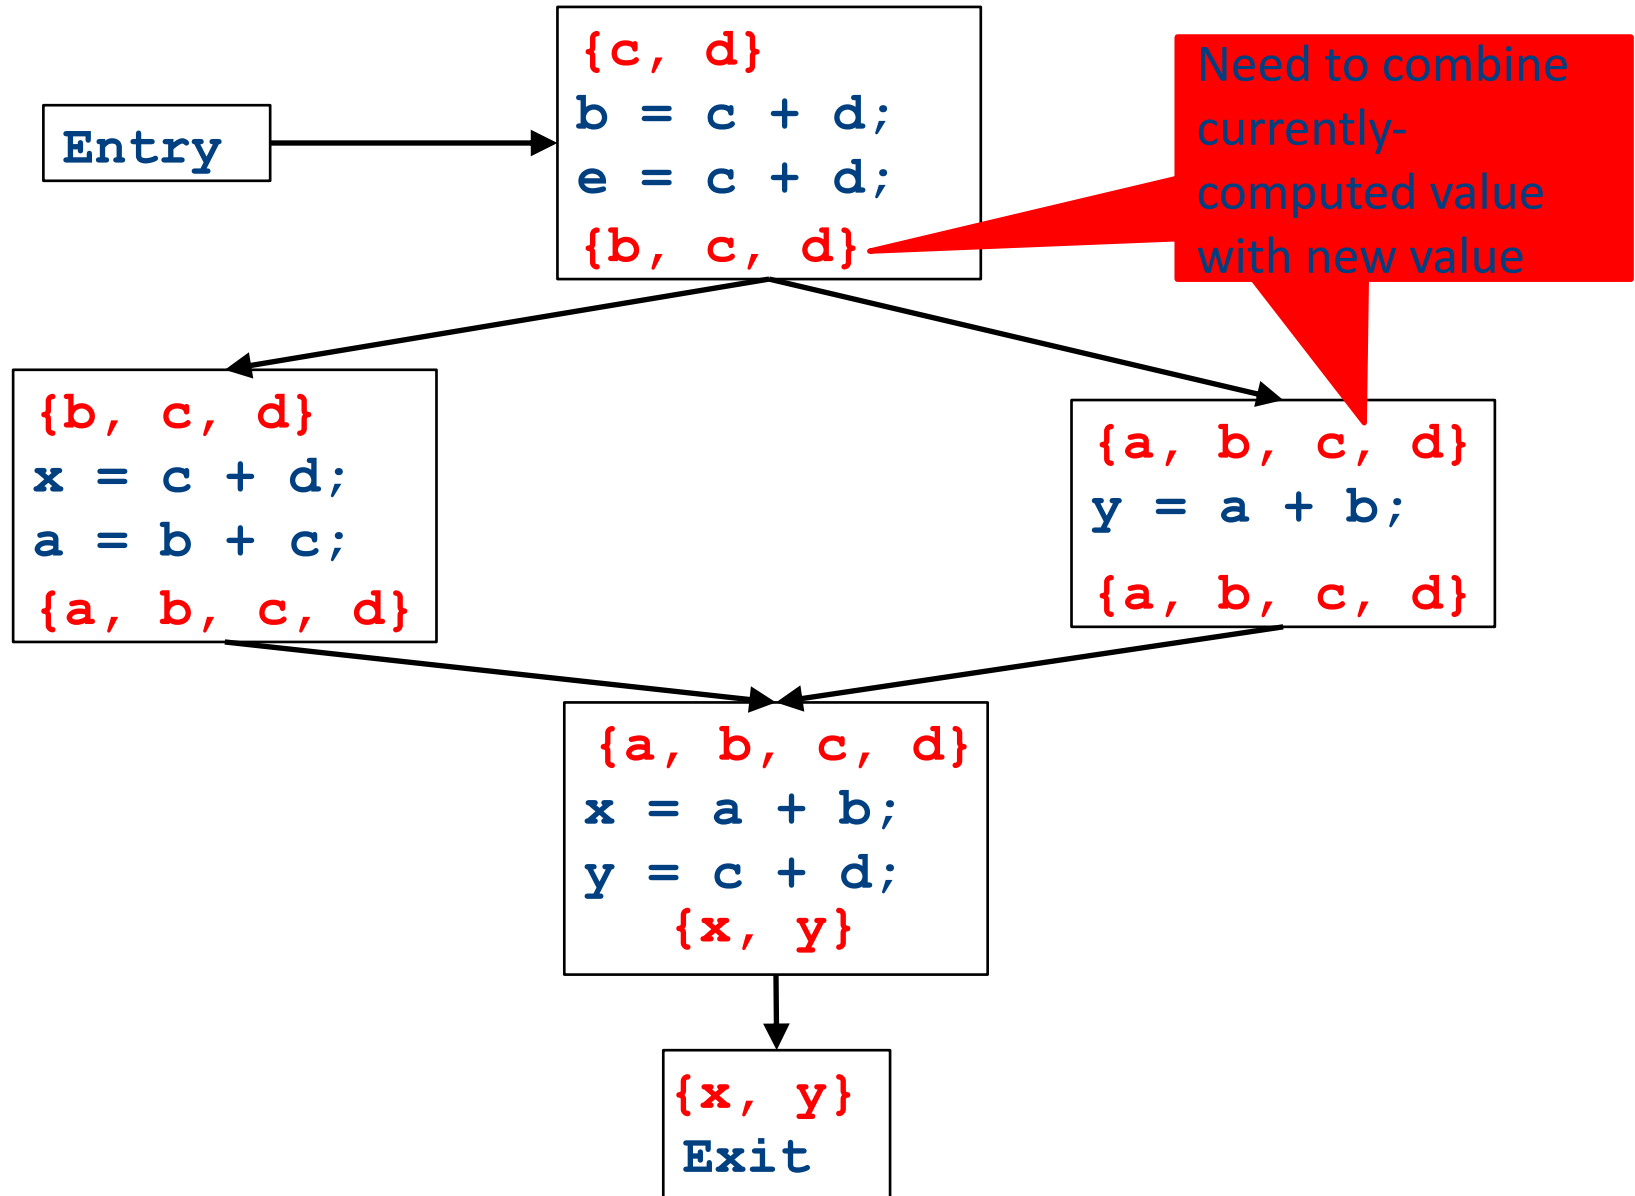 Entry
{c, d}
b = c + d;
e = c + d;
{b, c, d}
Need to combine
currently-
computed value
with new value
{b, c, d}
x = c + d;
a = b + c;
{a, b, c, d}
{a, b, c, d}
y = a + b;
{a, b, c, d}
{a, b, c, d}
x = a + b;
y = c + d;
{x, y}
{x, y}
Exit